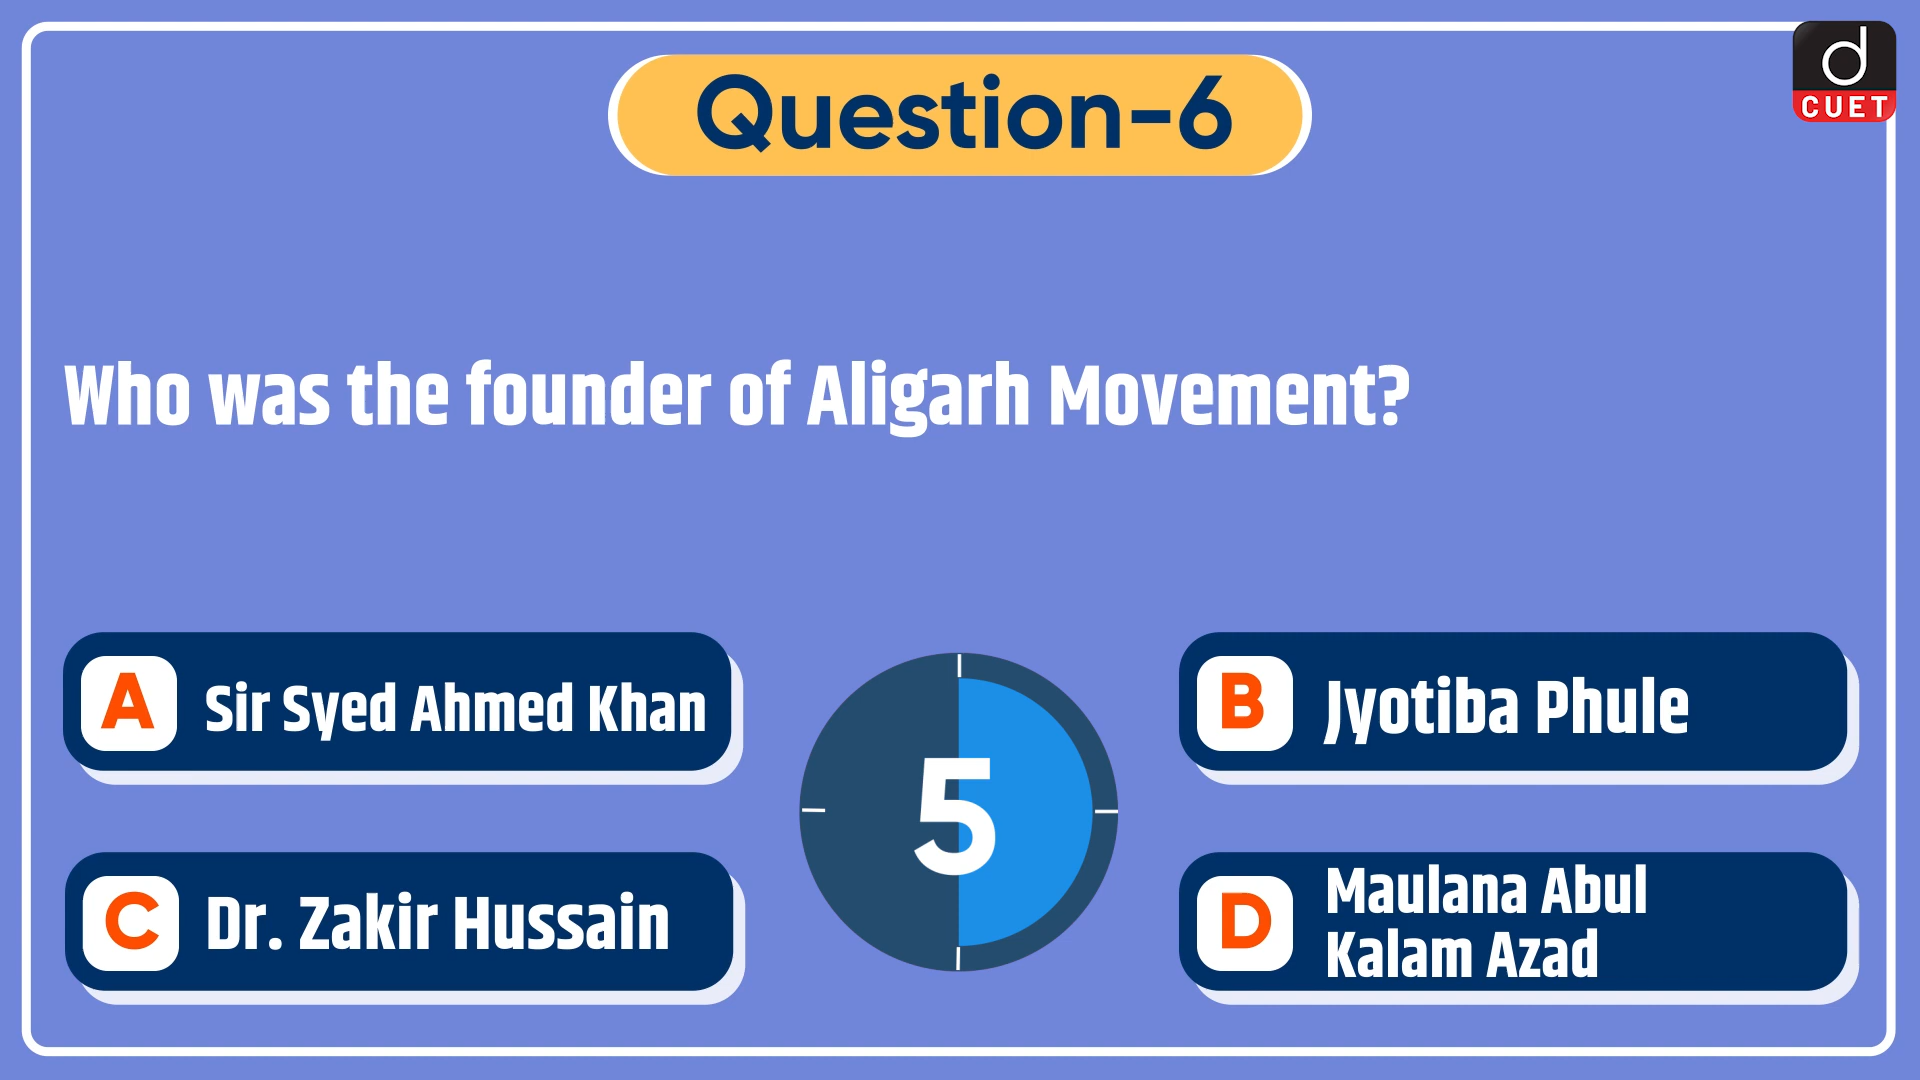 d
CUET
Question-6
Who was the founder of Aligarh Movement?
A Sir Syed Ahmed Khan
B Jyotiba Phule
5
C Dr. Zakir Hussain
D Maulana Abul
Kalam Azad